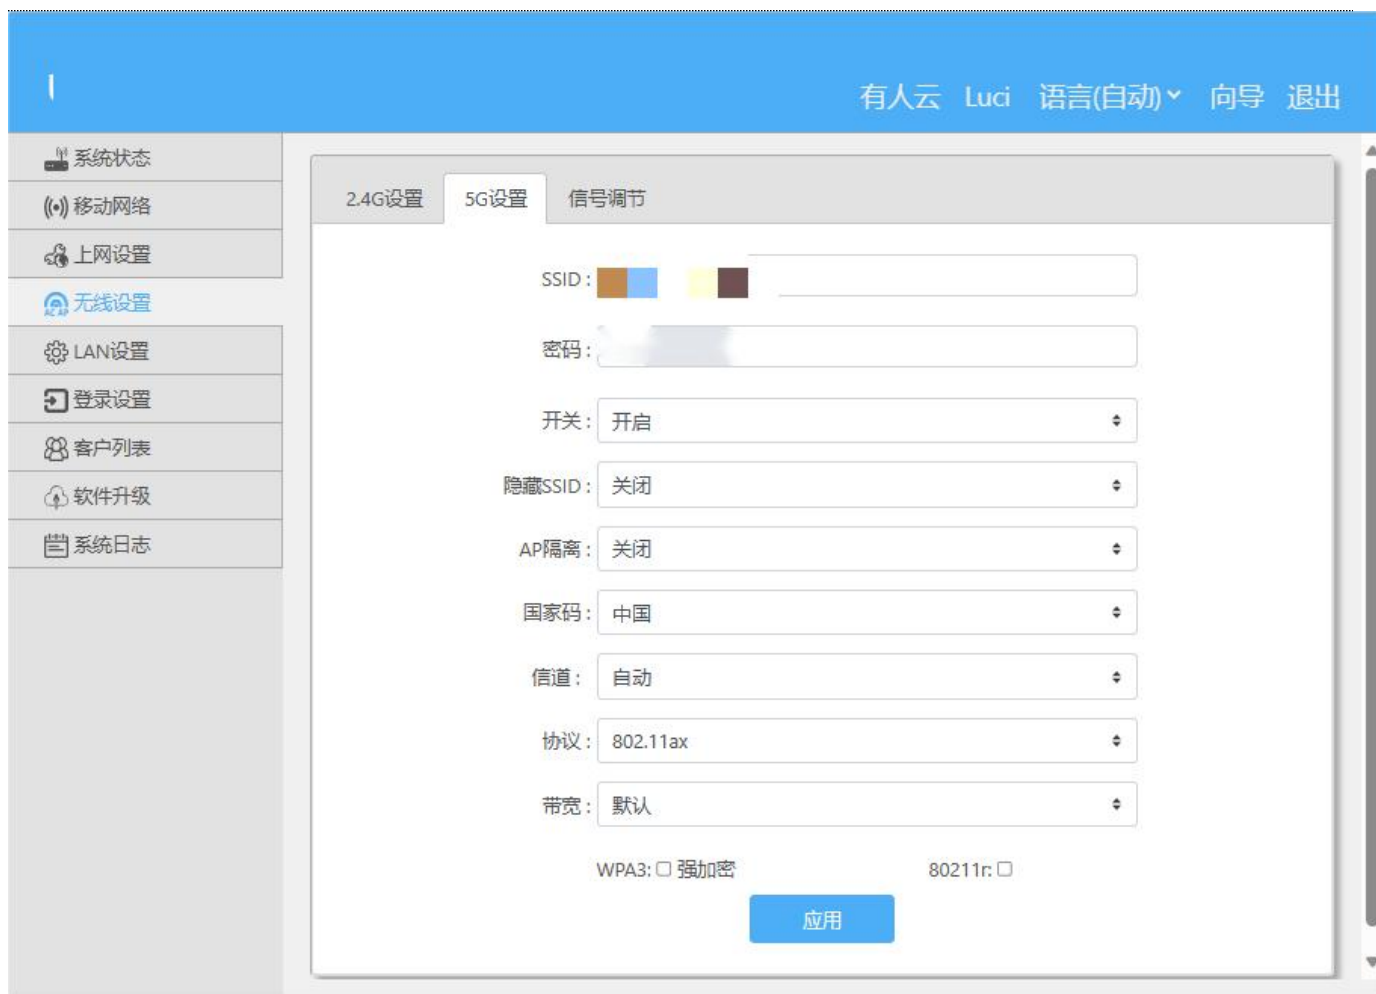 有人云 Luci 语言(自动) 向导 退出
系统状态
移动网络
上网设置
无线设置
LAN设置
登录设置
客户列表
软件升级
系统日志
2.4G设置 5G设置 信号调节
SSID :
密码 :
开关 : 开启
隐藏SSID : 关闭
AP隔离 : 关闭
国家码 : 中国
信道 : 自动
协议 : 802.11ax
带宽 : 默认
WPA3: 强加密 80211r:
应用